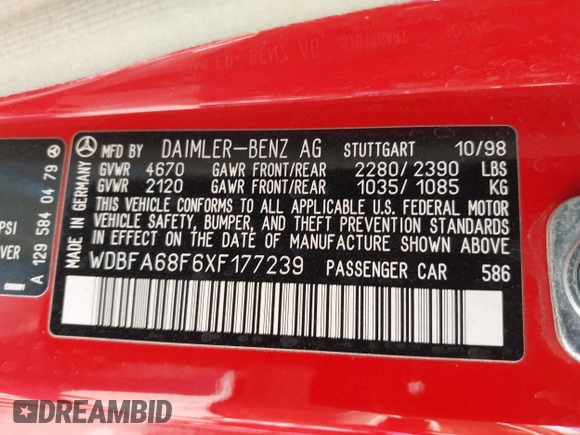 MFD BY DAIMLER-BENZ AG STUTTGART 10/98
GVWR 4670 GAWR FRONT/REAR 2280/2390 LBS
GVWR 2120 GAWR FRONT/REAR 1035/1085 KG
THIS VEHICLE CONFORMS TO ALL APPLICABLE U.S. FEDERAL MOTOR
VEHICLE SAFETY, BUMPER, AND THEFT PREVENTION STANDARDS
IN EFFECT ON THE DATE OF MANUFACTURE SHOWN ABOVE.
WDBFA68F6XF177239 PASSENGER CAR 586
MADE IN GERMANY
A 129 584 04 79
PSI
VER
DREAMBID